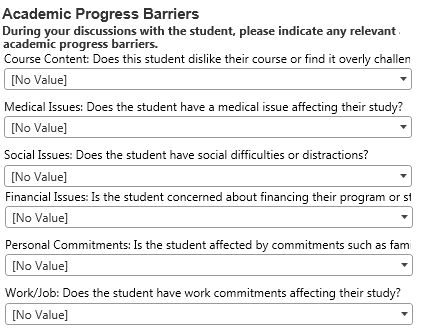 Academic Progress Barriers
During your discussions with the student, please indicate any relevant
academic progress barriers.
Course Content: Does this student dislike their course or find it overly challen
[No Value]
Medical Issues: Does the student have a medical issue affecting their study?
[No Value]
Social Issues: Does the student have social difficulties or distractions?
[No Value]
Financial Issues: Is the student concerned about financing their program or st
[No Value]
Personal Commitments: Is the student affected by commitments such as fami
[No Value]
Work/Job: Does the student have work commitments affecting their study?
[No Value]